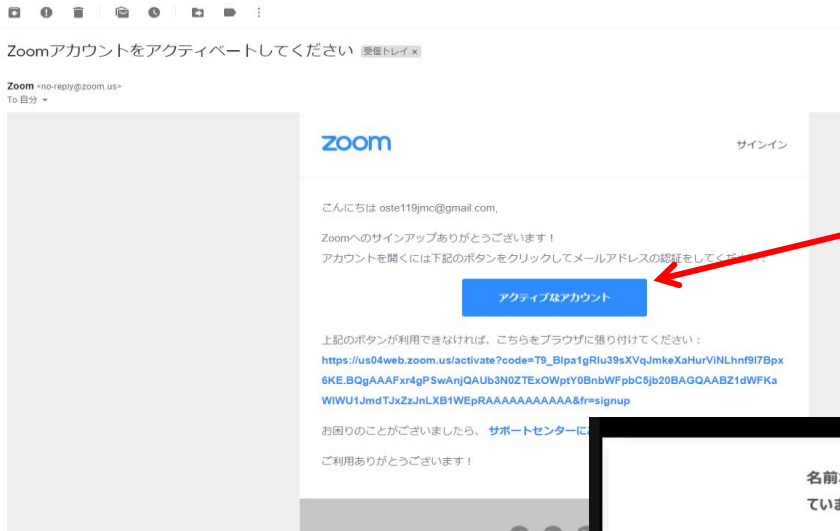 Zoomアカウントをアクティベートしてください 受信トレイ ×
Zoom <no-reply@zoom.us>
To 自分
zoom
サインイン
こんにちは oste119jmc@gmail.com,
Zoomへのサインアップありがとうございます！
アカウントを開くには下記のボタンをクリックしてメールアドレスの認証をしてください：
アクティブなアカウント
上記のボタンが利用できなければ、こちらをブラウザに張り付けてください：
https://us04web.zoom.us/activate?code=T9_BIpa1gRIu39sXVqJmkeXaHurViNLhnf9I7Bpx
6KE.BQgAAAFxr4gPSwAnjQAUb3N0ZTExOWptY0BnbWFpbC5jb20BAGQAABZ1dWFKa
WlWU1JmdTJxZzJnLXB1WEpRAAAAAAAAAAA&fr=signup
お困りのことがございましたら、 サポートセンターに
ご利用ありがとうございます！
名前
ていま